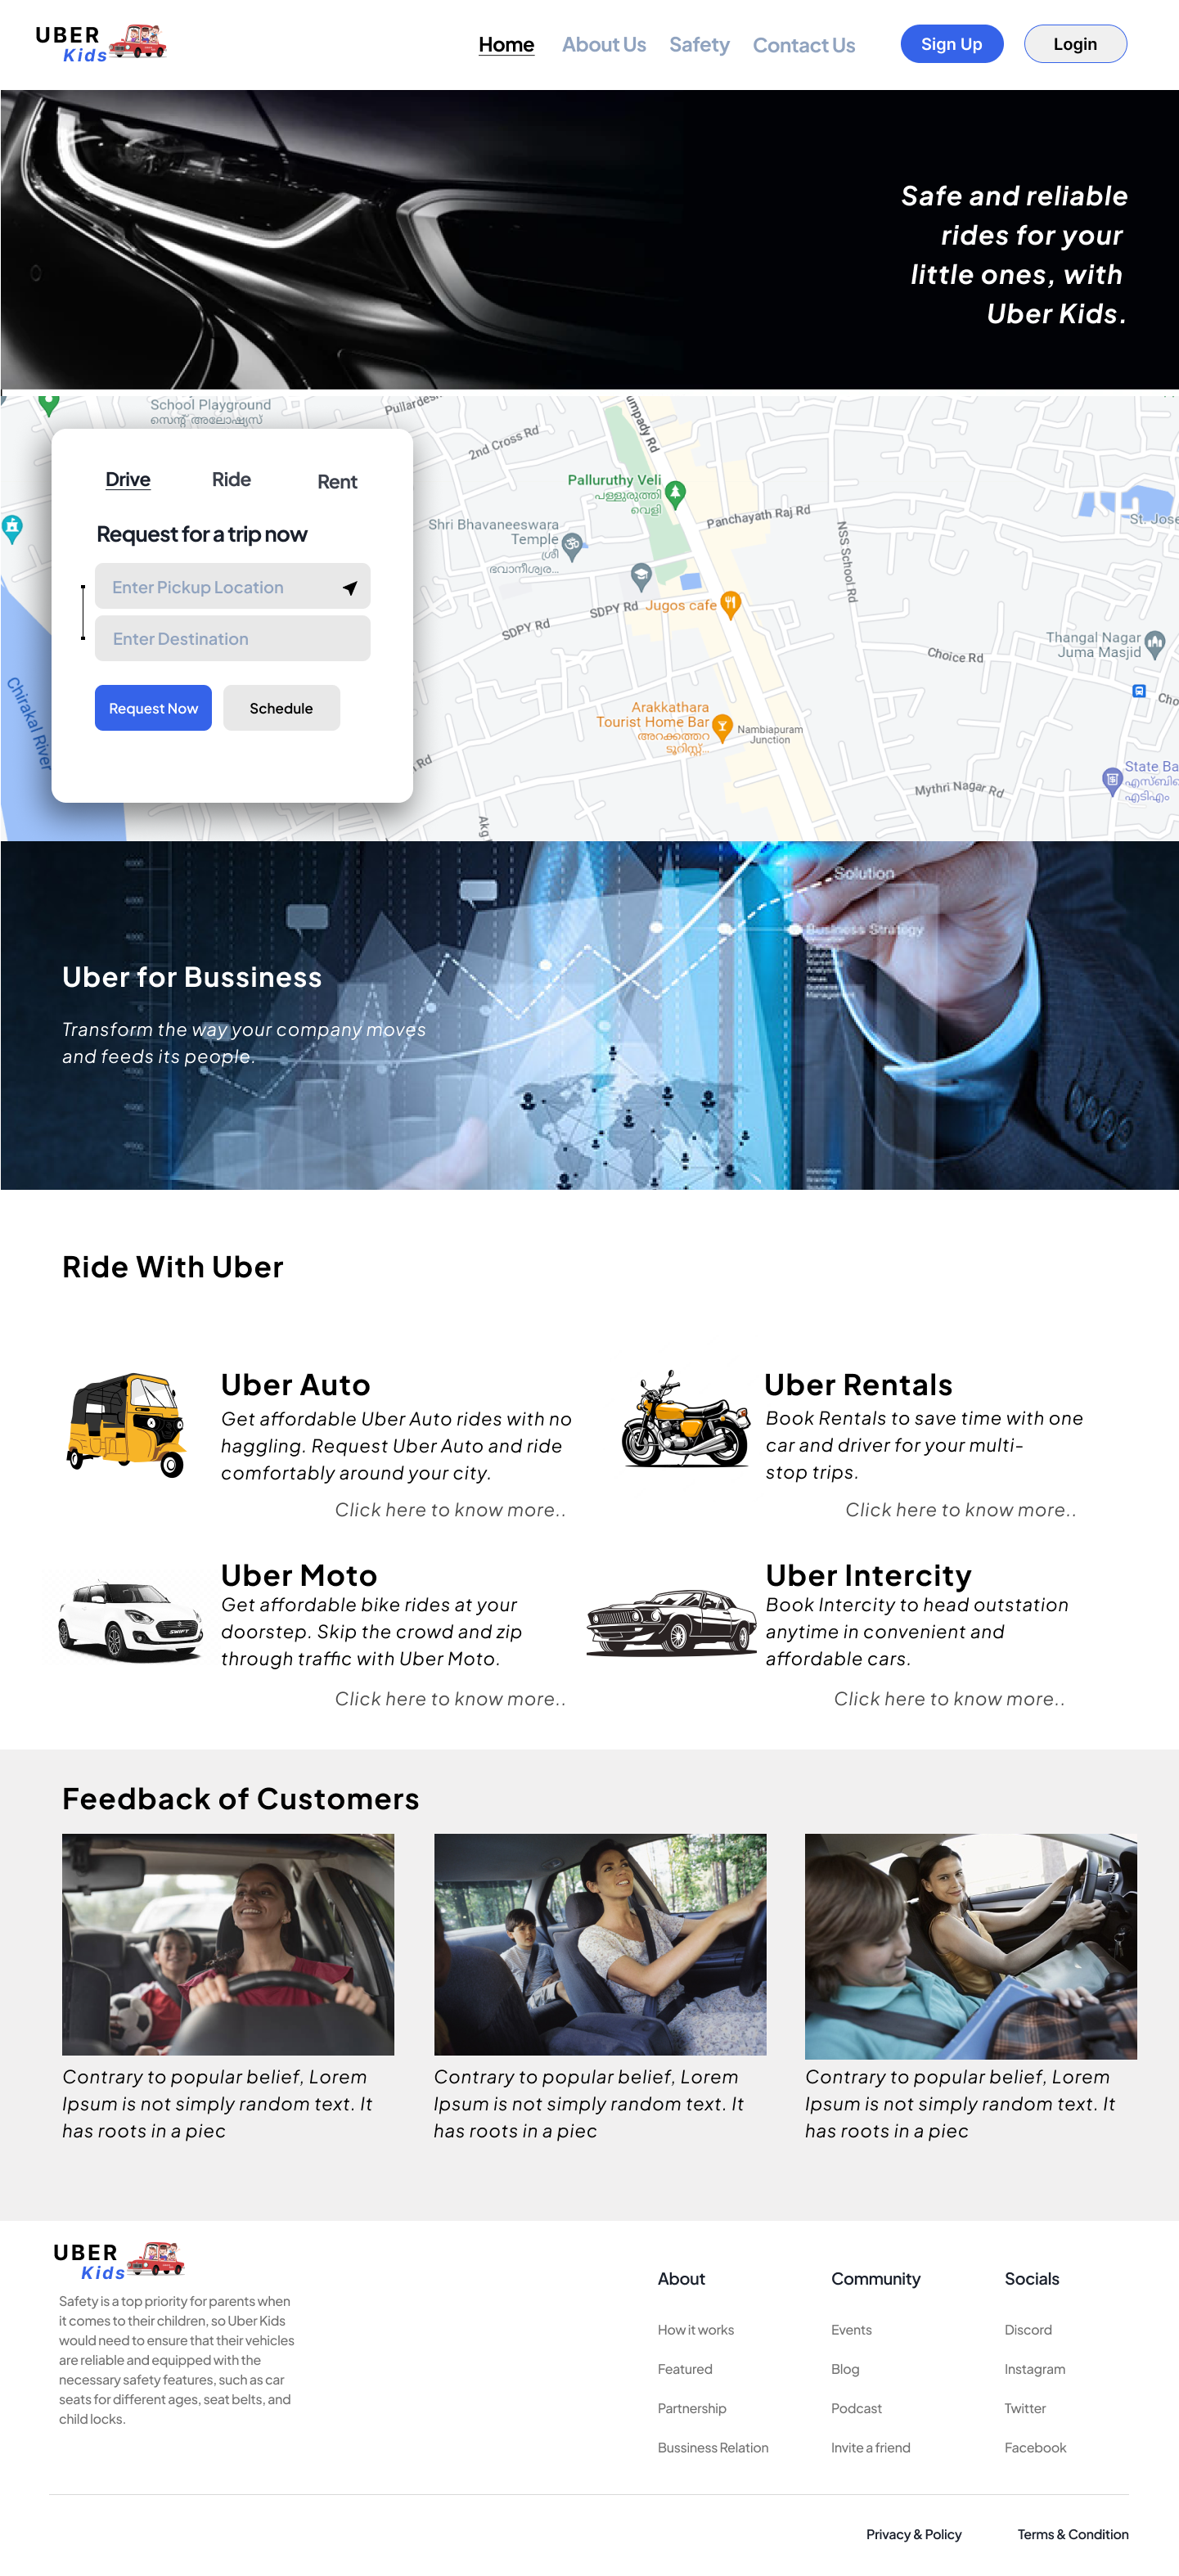 UBER
Kids
Home
About Us
Safety
Contact Us
Sign Up
Login
Safe and reliable
rides for your
little ones, with
Uber Kids.
School Playground
സെന്റ് അലോഷ്യസ്
2nd Cross Rd
Palluruthy Veli
പള്ളുരുത്തി
വെളി
Panchayath Raj Rd
Shri Bhavaneeswara
Temple
ശ്രീ
ഭവാനീശ്വര...
NSS School Rd
St. Jose
SDPY Rd
SDPY Rd
Jugos cafe
Thangal Nagar
Juma Masjid
Choice Rd
Cho
Chirakal River
Arakkathara
Tourist Home Bar
അറക്കത്തറ
ടൂറിസ്റ്റ്...
Nambiapuram
Junction
Mythri Nagar Rd
State Ba
എടിഎം
Drive
Ride
Rent
Request for a trip now
Enter Pickup Location
Enter Destination
Request Now
Schedule
Solution
Business Strategy
Uber for Bussiness
Transform the way your company moves
and feeds its people.
Ride With Uber
Uber Auto
Get affordable Uber Auto rides with no
haggling. Request Uber Auto and ride
comfortably around your city.
Click here to know more..
Uber Rentals
Book Rentals to save time with one
car and driver for your multi-
stop trips.
Click here to know more..
Uber Moto
Get affordable bike rides at your
doorstep. Skip the crowd and zip
through traffic with Uber Moto.
Click here to know more..
SWIFT
Uber Intercity
Book Intercity to head outstation
anytime in convenient and
affordable cars.
Click here to know more..
Feedback of Customers
Contrary to popular belief, Lorem
Ipsum is not simply random text. It
has roots in a piec
Contrary to popular belief, Lorem
Ipsum is not simply random text. It
has roots in a piec
Contrary to popular belief, Lorem
Ipsum is not simply random text. It
has roots in a piec
UBER
Kids
Safety is a top priority for parents when
it comes to their children, so Uber Kids
would need to ensure that their vehicles
are reliable and equipped with the
necessary safety features, such as car
seats for different ages, seat belts, and
child locks.
About
How it works
Featured
Partnership
Bussiness Relation
Community
Events
Blog
Podcast
Invite a friend
Socials
Discord
Instagram
Twitter
Facebook
Privacy & Policy
Terms & Condition